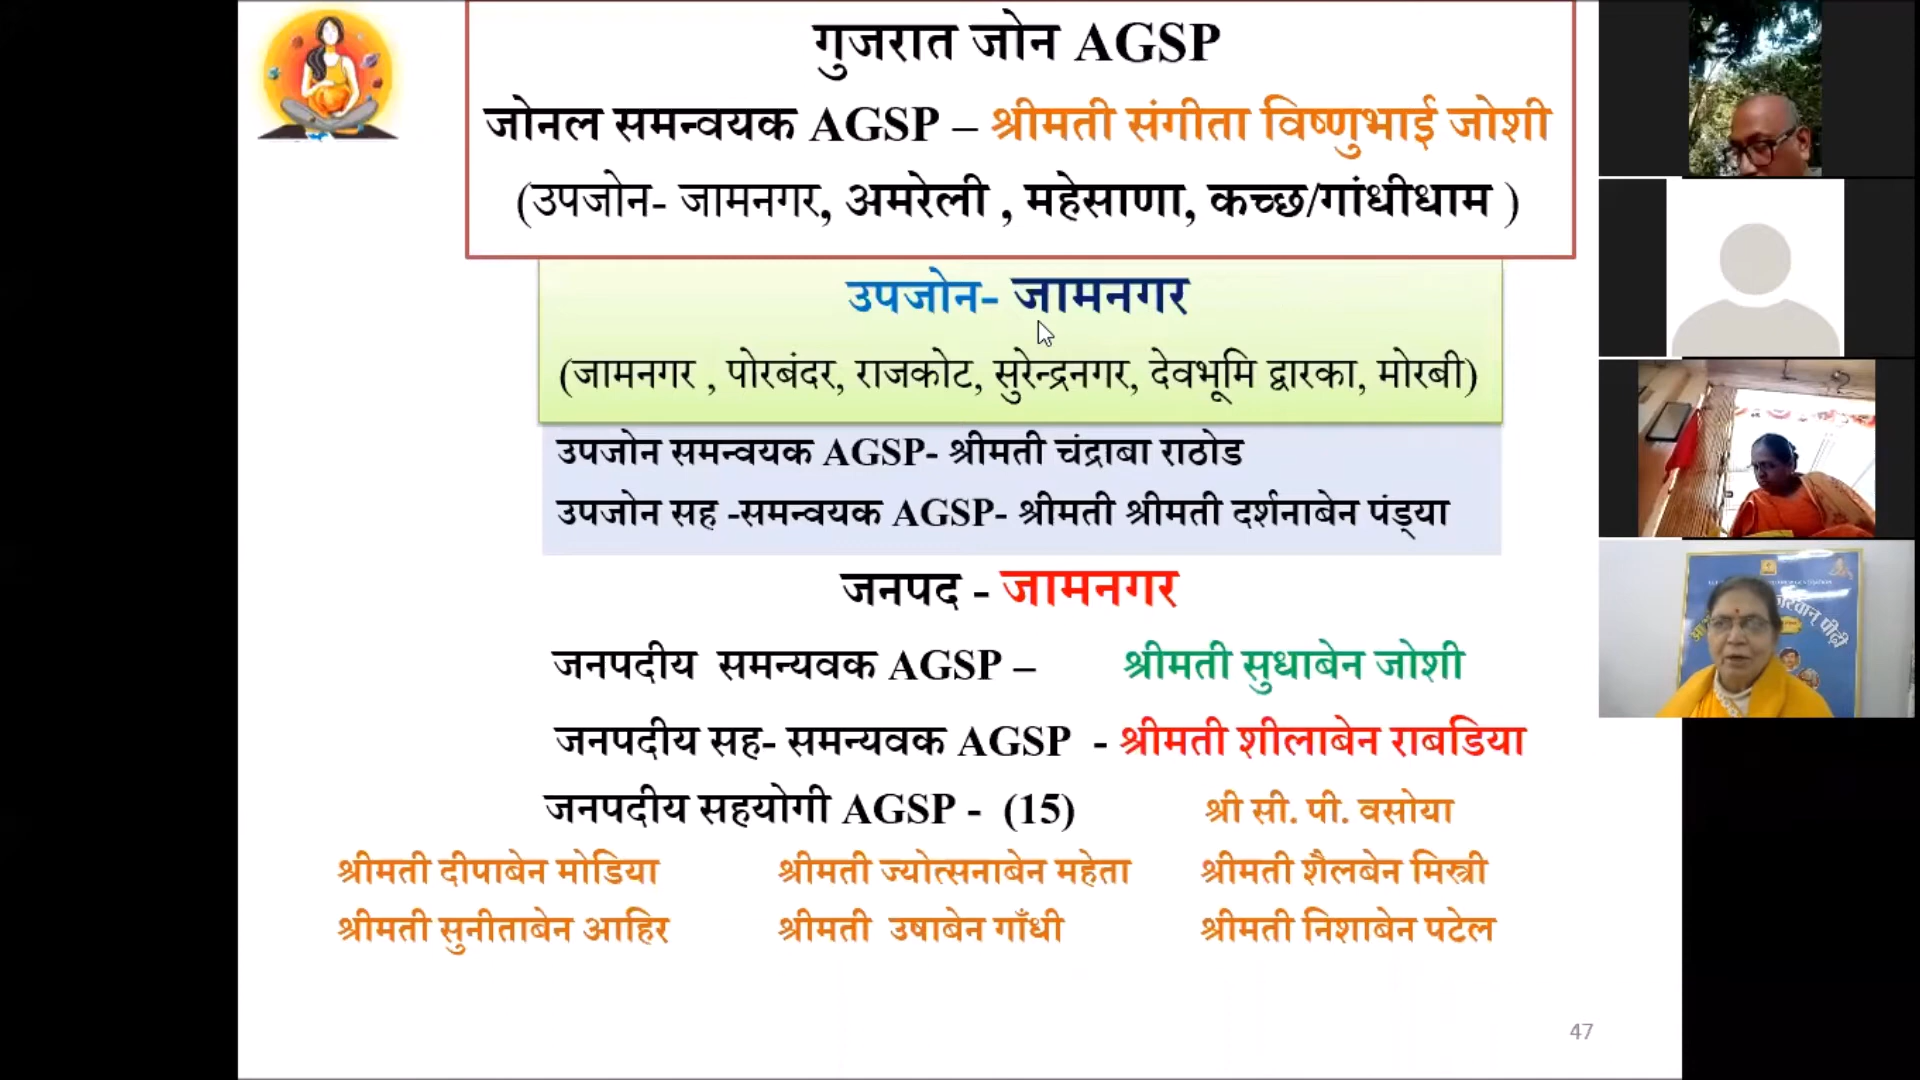 गुजरात जोन AGSP
जोनल समन्वयक AGSP – श्रीमती संगीता विष्णुभाई जोशी
(उपजोन- जामनगर, अमरेली , महेसाणा, कच्छ/गांधीधाम )
उपजोन- जामनगर
(जामनगर , पोरबंदर, राजकोट, सुरेन्द्रनगर, देवभूमि द्वारका, मोरबी)
उपजोन समन्वयक AGSP- श्रीमती चंद्राबा राठोड
उपजोन सह -समन्वयक AGSP- श्रीमती श्रीमती दर्शनाबेन पंड्या
जनपद - जामनगर
जनपदीय समन्यवक AGSP – श्रीमती सुधाबेन जोशी
जनपदीय सह- समन्यवक AGSP - श्रीमती शीलाबेन राबडिया
जनपदीय सहयोगी AGSP - (15) श्री सी. पी. वसोया
श्रीमती दीपाबेन मोडिया श्रीमती ज्योत्सनाबेन महेता श्रीमती शैलबेन मिस्त्री
श्रीमती सुनीताबेन आहिर श्रीमती उषाबेन गाँधी श्रीमती निशाबेन पटेल
47
पीढ़ी